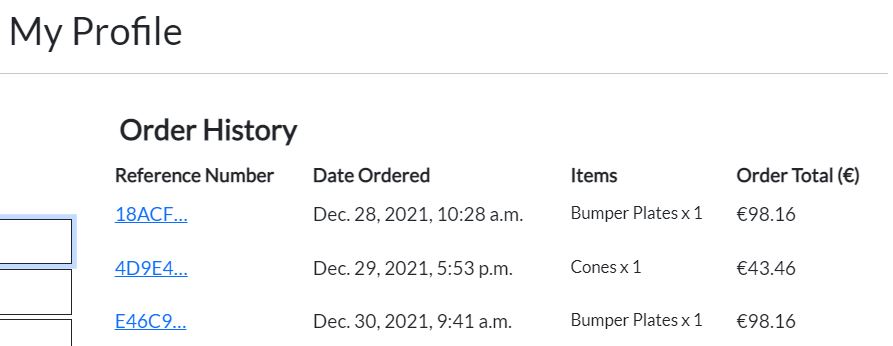 My Profile
Order History
Reference Number Date Ordered Items Order Total (€)
18ACF... Dec. 28, 2021, 10:28 a.m. Bumper Plates x 1 €98.16
4D9E4... Dec. 29, 2021, 5:53 p.m. Cones x 1 €43.46
E46C9... Dec. 30, 2021, 9:41 a.m. Bumper Plates x 1 €98.16